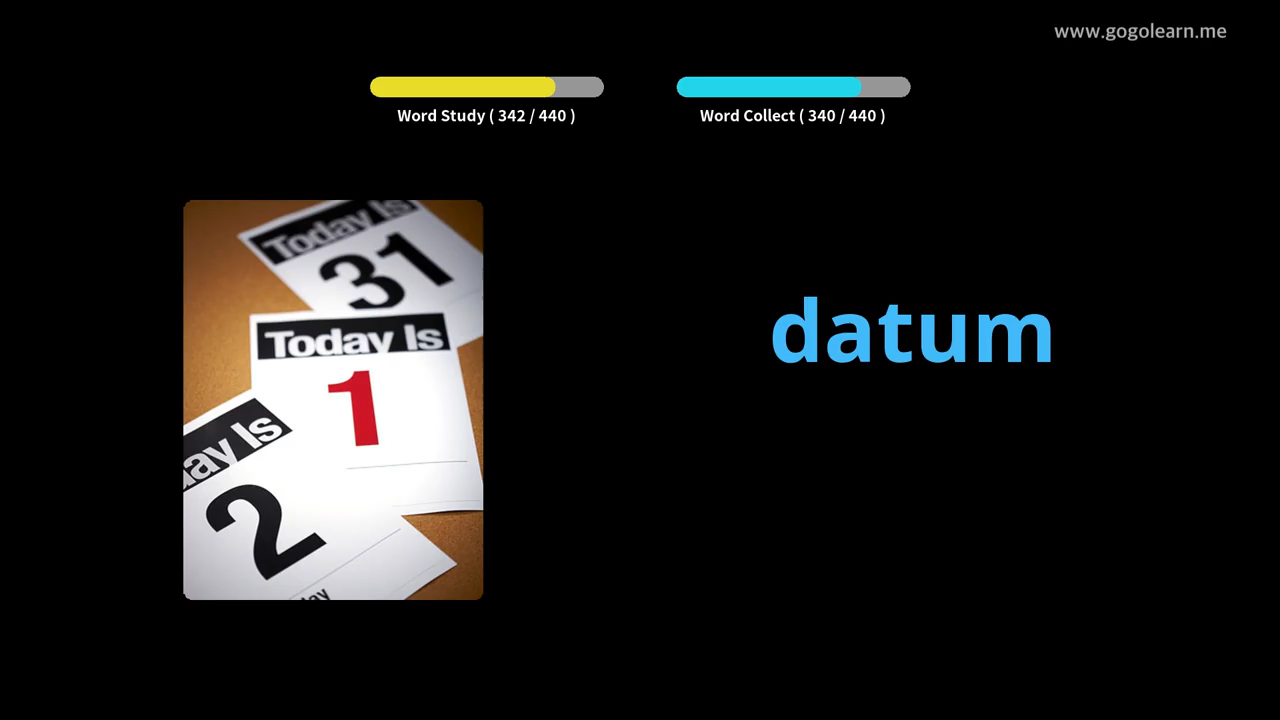 www.gogolearn.me
Word Study ( 342 / 440 )
Word Collect ( 340 / 440 )
Today Is
31
Today Is
1
ay Is
2
datum